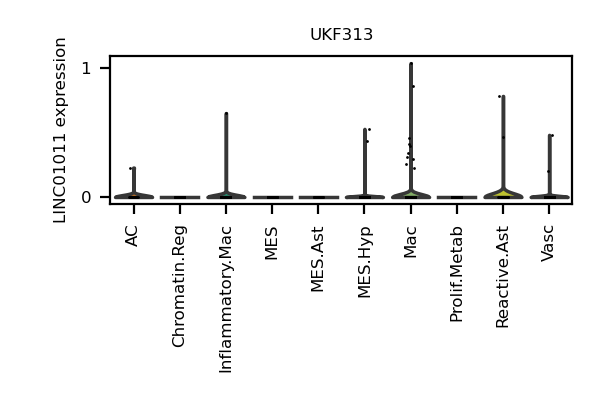 UKF313
LINC01011 expression
1
0
AC
Chromatin.Reg
Inflammatory.Mac
MES
MES.Ast
MES.Hyp
Mac
Prolif.Metab
Reactive.Ast
Vasc